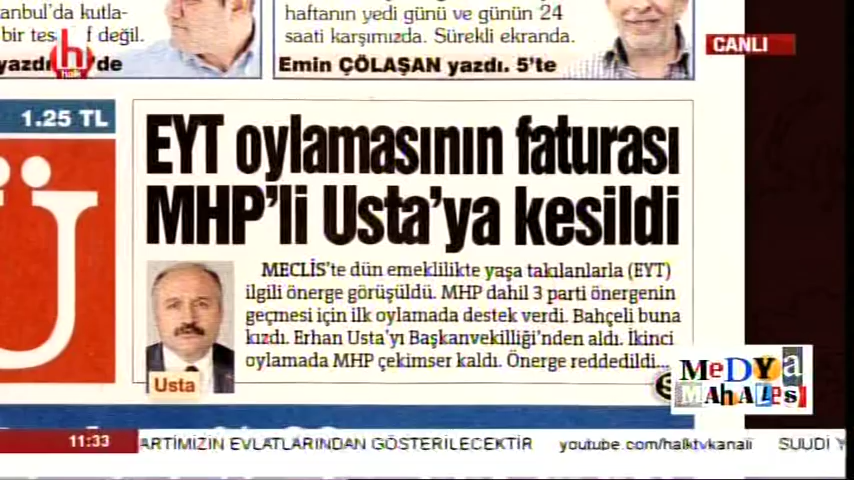 anbul'da kutla-
bir tes f değil.
yazdı 'de
haftanın yedi günü ve günün 24
saati karşımızda. Sürekli ekranda.
Emin ÇÖLAŞAN yazdı. 5'te
h
halk
CANLI
1.25 TL
Ü
EYT oylamasının faturası
MHP'li Usta'ya kesildi
MECLİS'te dün emeklilikte yaşa takılanlarla (EYT)
ilgili önerge görüşüldü. MHP dahil 3 parti önergenin
geçmesi için ilk oylamada destek verdi. Bahçeli buna
kızdı. Erhan Usta'yı Başkanvekilliği'nden aldı. İkinci
oylamada MHP çekimser kaldı. Önerge reddedildi...
Usta
MeDYa
MaHaLLesi
11:33 ARTİMİZİN EVLATLARINDAN GÖSTERİLECEKTİR youtube.com/halktvkanali SUUDİ Y